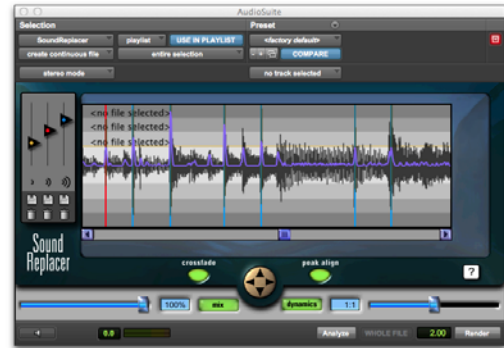 AudioSuite
Selection
Preset
SoundReplacer
playlist
USE IN PLAYLIST
<factory default>
create continuous file
entire selection
- +
COMPARE
stereo mode
no track selected
<no file selected>
<no file selected>
<no file selected>
Sound
Replacer
crossfade
peak align
?
100%
mix
dynamics
1:1
0.0
Analyze
WHOLE FILE
2.00
Render